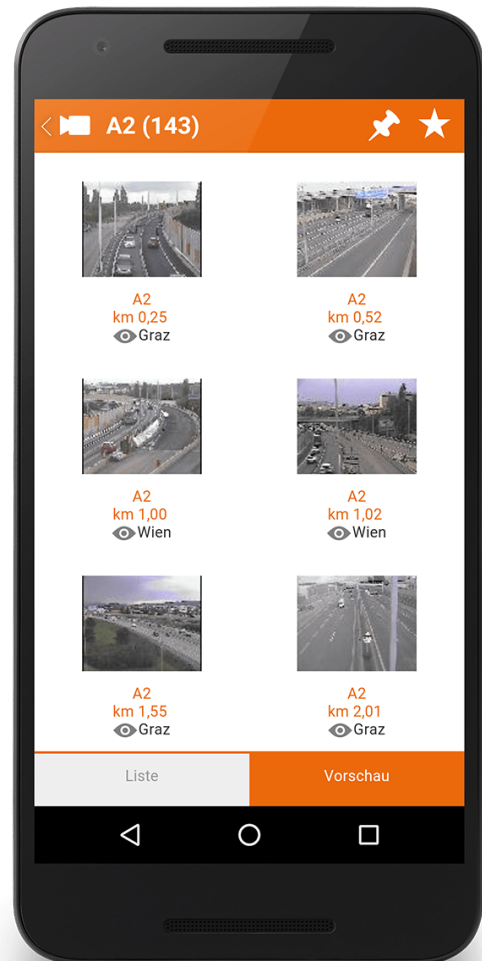 A2 (143)
A2
km 0,25
Graz
A2
km 0,52
Graz
A2
km 1,00
Wien
A2
km 1,02
Wien
A2
km 1,55
Graz
A2
km 2,01
Graz
Liste
Vorschau